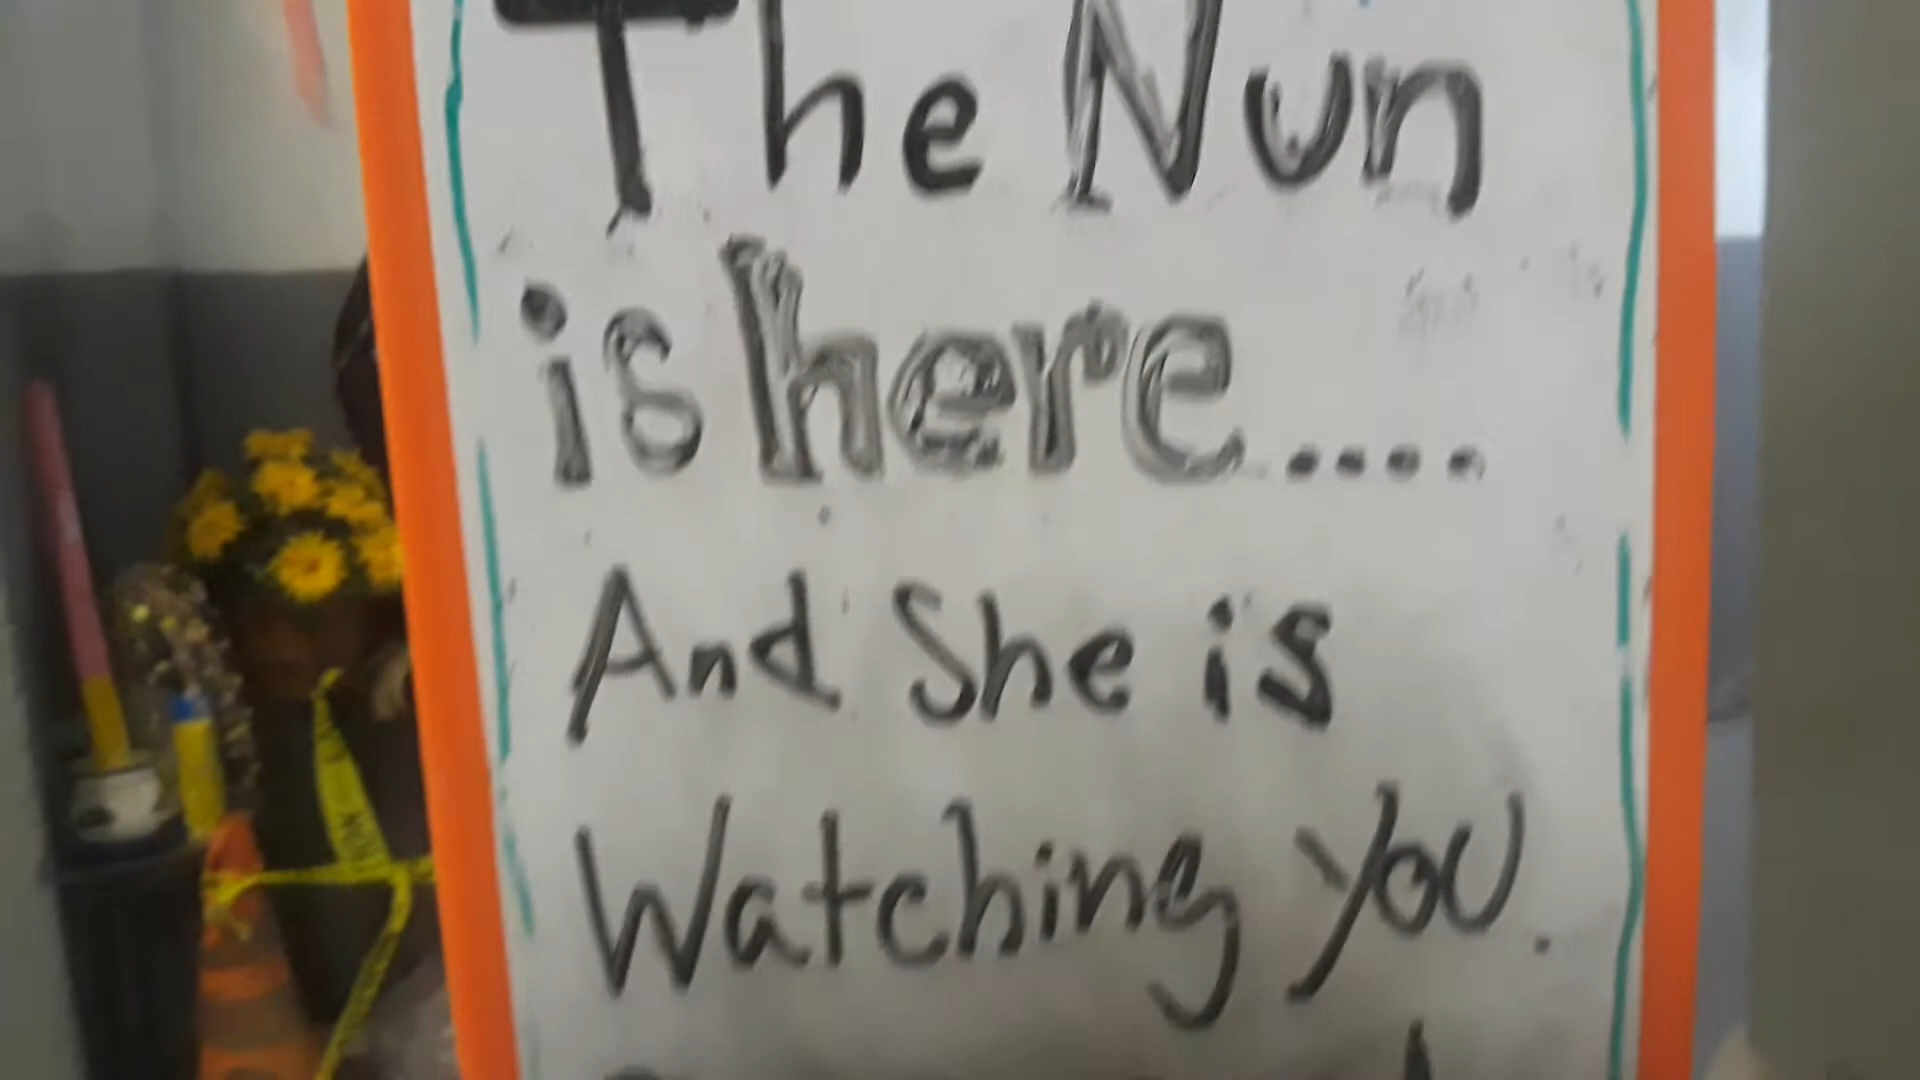 The Nun
is here....
And She is
Watching You.